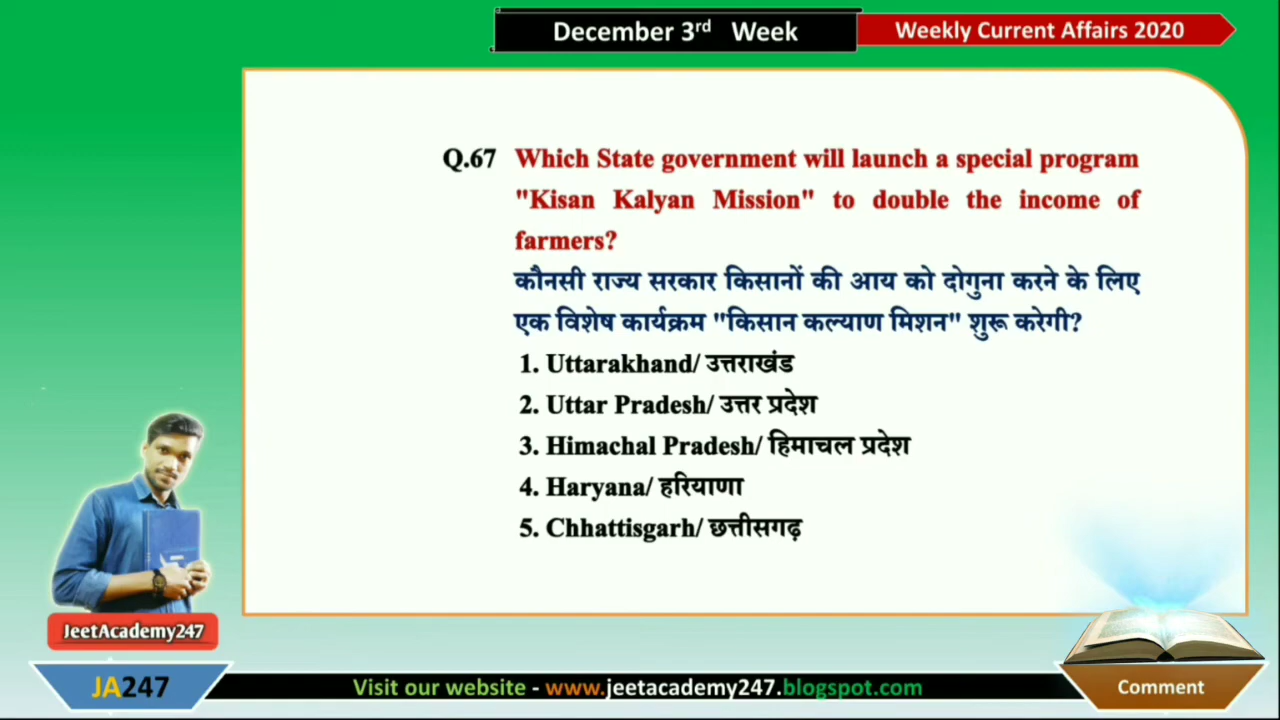 December 3rd Week
Weekly Current Affairs 2020
Q.67 Which State government will launch a special program
"Kisan Kalyan Mission" to double the income of
farmers?
कौनसी राज्य सरकार किसानों की आय को दोगुना करने के लिए
एक विशेष कार्यक्रम "किसान कल्याण मिशन" शुरू करेगी?
1. Uttarakhand/ उत्तराखंड
2. Uttar Pradesh/ उत्तर प्रदेश
3. Himachal Pradesh/ हिमाचल प्रदेश
4. Haryana/ हरियाणा
5. Chhattisgarh/ छत्तीसगढ़
JeetAcademy247
JA247
Visit our website - www.jeetacademy247.blogspot.com
Comment